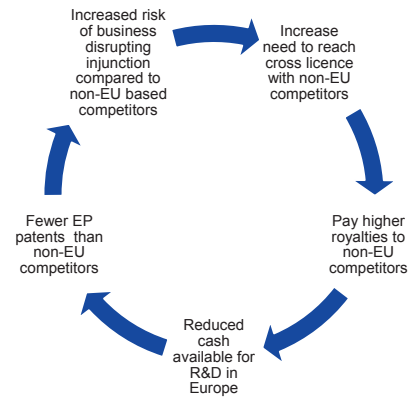 Increased risk
of business
disrupting
injunction
compared to
non-EU based
competitors
Increase
need to reach
cross licence
with non-EU
competitors
Pay higher
royalties to
non-EU
competitors
Reduced
cash
available for
R&D in
Europe
Fewer EP
patents than
non-EU
competitors